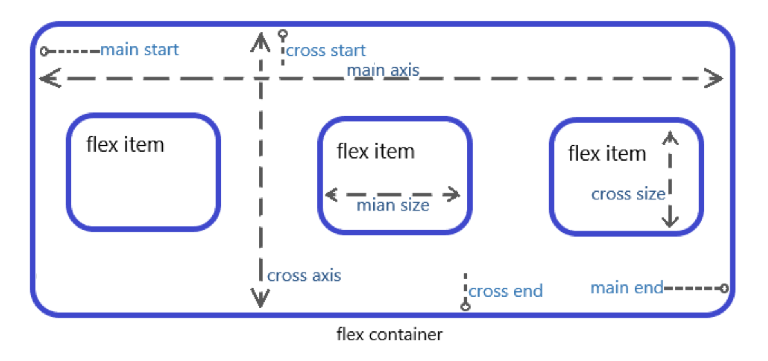 main start
cross start
main axis
flex item
flex item
flex item
mian size
cross size
cross axis
cross end
main end
flex container